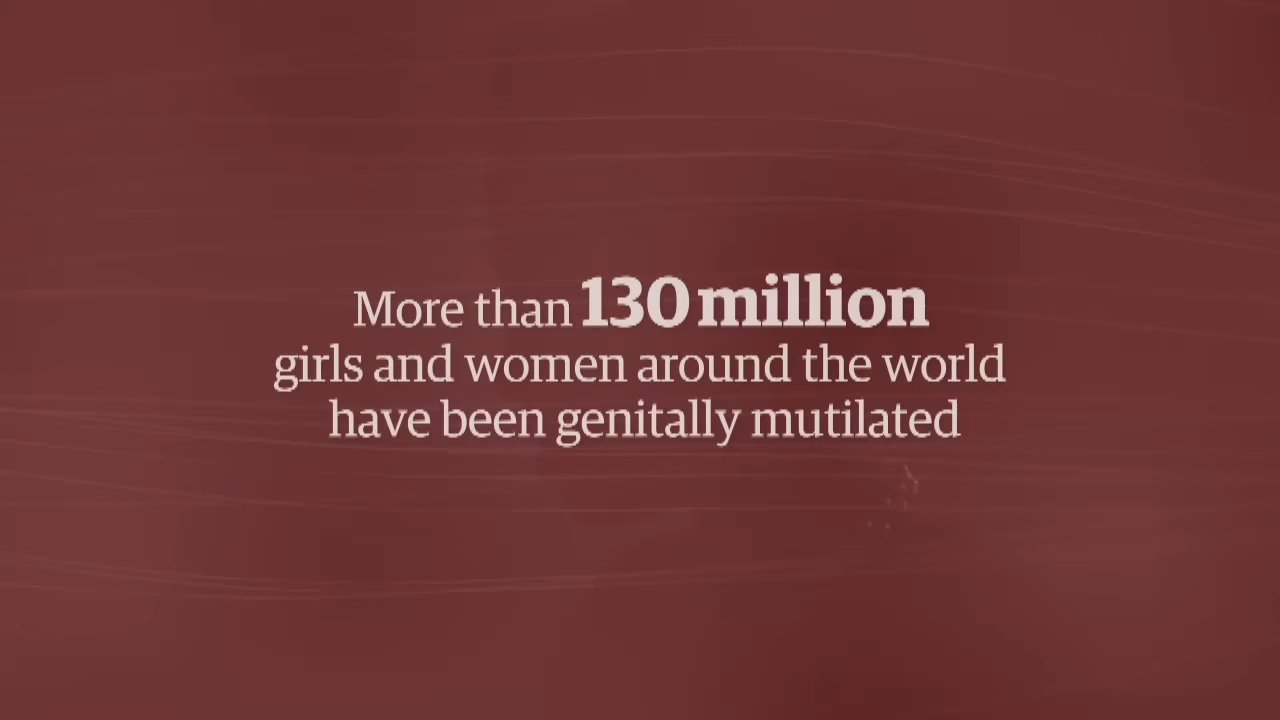 More than 130 million
girls and women around the world
have been genitally mutilated